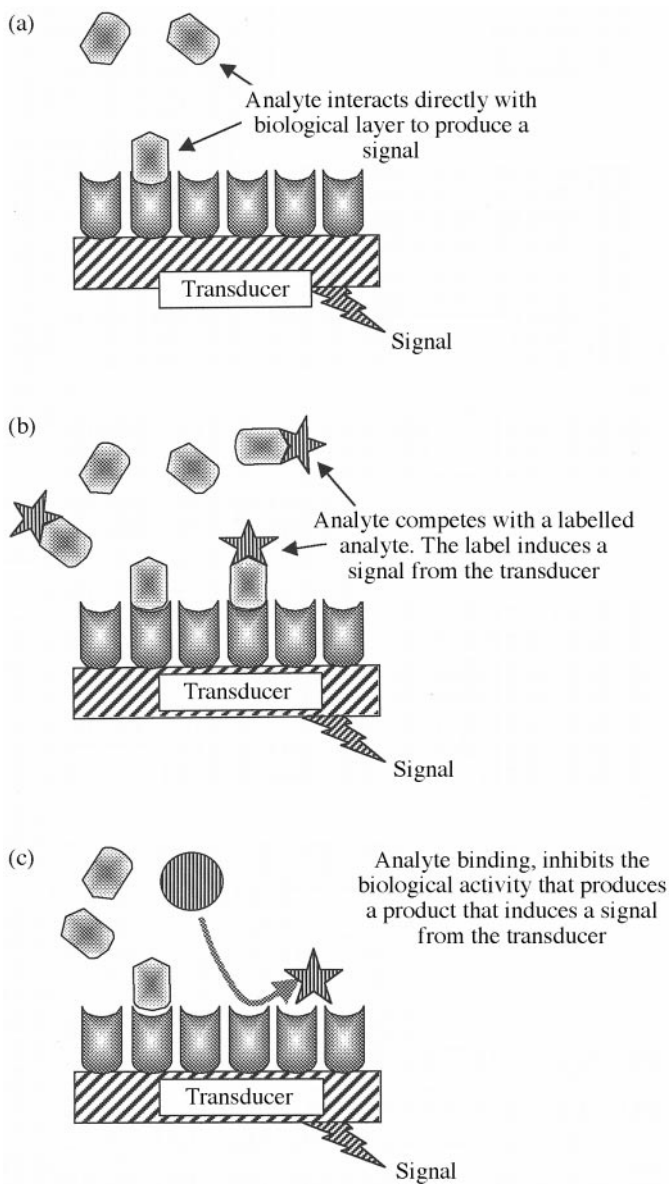 (a)
Analyte interacts directly with
biological layer to produce a
signal
Transducer
Signal
(b)
Analyte competes with a labelled
analyte. The label induces a
signal from the transducer
Transducer
Signal
(c)
Analyte binding, inhibits the
biological activity that produces
a product that induces a signal
from the transducer
Transducer
Signal